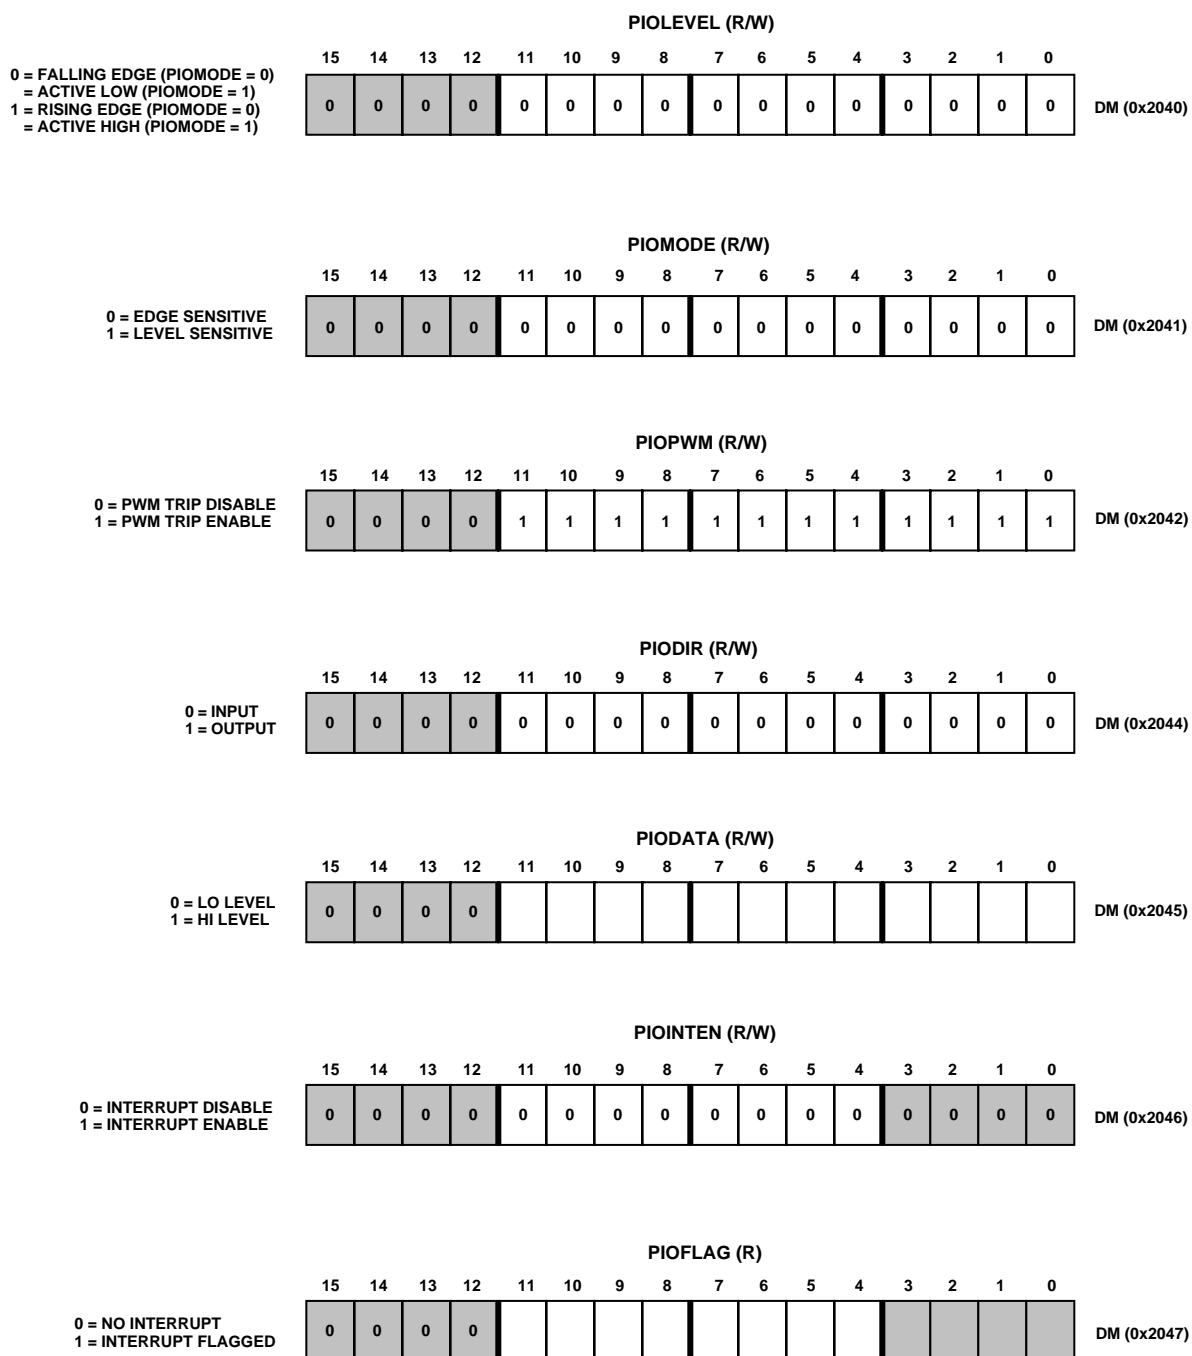 PIOLEVEL (R/W)
15 14 13 12 11 10 9 8 7 6 5 4 3 2 1 0
0 = FALLING EDGE (PIOMODE = 0)
= ACTIVE LOW (PIOMODE = 1)
1 = RISING EDGE (PIOMODE = 0)
= ACTIVE HIGH (PIOMODE = 1)
0 0 0 0 0 0 0 0 0 0 0 0 0 0 0 0 DM (0x2040)
PIOMODE (R/W)
15 14 13 12 11 10 9 8 7 6 5 4 3 2 1 0
0 = EDGE SENSITIVE
1 = LEVEL SENSITIVE
0 0 0 0 0 0 0 0 0 0 0 0 0 0 0 0 DM (0x2041)
PIOPWM (R/W)
15 14 13 12 11 10 9 8 7 6 5 4 3 2 1 0
0 = PWM TRIP DISABLE
1 = PWM TRIP ENABLE
0 0 0 0 1 1 1 1 1 1 1 1 1 1 1 1 DM (0x2042)
PIODIR (R/W)
15 14 13 12 11 10 9 8 7 6 5 4 3 2 1 0
0 = INPUT
1 = OUTPUT
0 0 0 0 0 0 0 0 0 0 0 0 0 0 0 0 DM (0x2044)
PIODATA (R/W)
15 14 13 12 11 10 9 8 7 6 5 4 3 2 1 0
0 = LO LEVEL
1 = HI LEVEL
0 0 0 0 DM (0x2045)
PIOINTEN (R/W)
15 14 13 12 11 10 9 8 7 6 5 4 3 2 1 0
0 = INTERRUPT DISABLE
1 = INTERRUPT ENABLE
0 0 0 0 0 0 0 0 0 0 0 0 0 0 0 0 DM (0x2046)
PIOFLAG (R)
15 14 13 12 11 10 9 8 7 6 5 4 3 2 1 0
0 = NO INTERRUPT
1 = INTERRUPT FLAGGED
0 0 0 0 DM (0x2047)